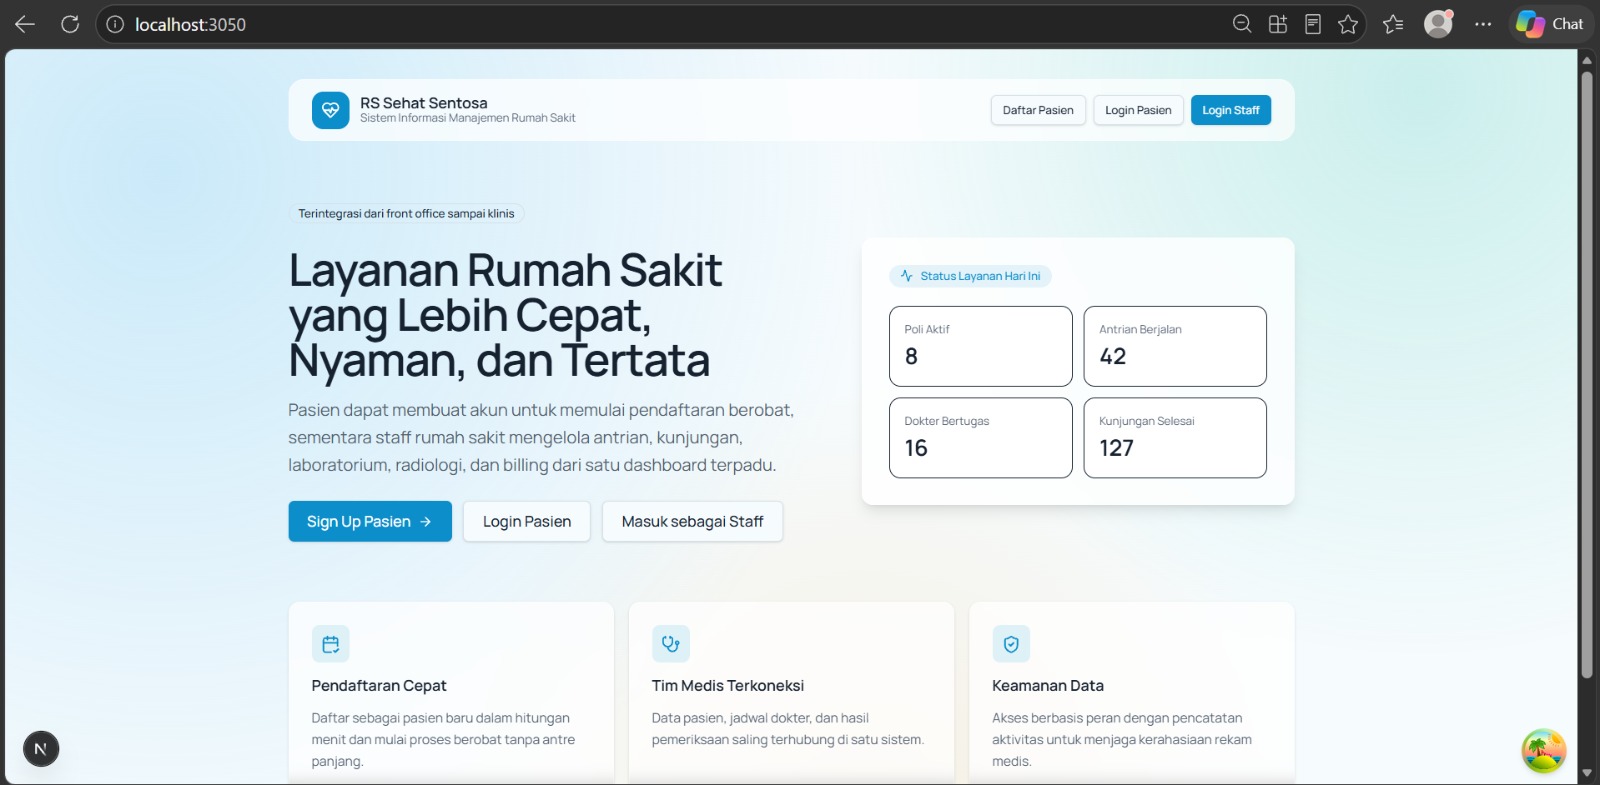 localhost:3050
Chat
RS Sehat Sentosa
Sistem Informasi Manajemen Rumah Sakit
Daftar Pasien
Login Pasien
Login Staff
Terintegrasi dari front office sampai klinis
Layanan Rumah Sakit
yang Lebih Cepat,
Nyaman, dan Tertata
Pasien dapat membuat akun untuk memulai pendaftaran berobat,
sementara staff rumah sakit mengelola antrian, kunjungan,
laboratorium, radiologi, dan billing dari satu dashboard terpadu.
Sign Up Pasien →
Login Pasien
Masuk sebagai Staff
Status Layanan Hari Ini
Poli Aktif
8
Antrian Berjalan
42
Dokter Bertugas
16
Kunjungan Selesai
127
Pendaftaran Cepat
Daftar sebagai pasien baru dalam hitungan
menit dan mulai proses berobat tanpa antre
panjang.
Tim Medis Terkoneksi
Data pasien, jadwal dokter, dan hasil
pemeriksaan saling terhubung di satu sistem.
Keamanan Data
Akses berbasis peran dengan pencatatan
aktivitas untuk menjaga kerahasiaan rekam
medis.
N